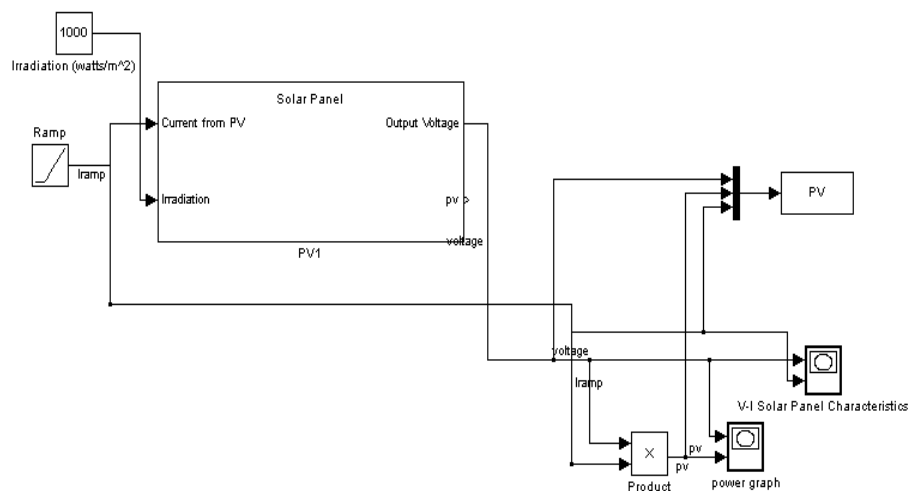 1000
Irradiation (watts/m^2)
Solar Panel
Ramp
Current from PV
Output Voltage
Iramp
Irradiation
pv
PV
voltage
PV1
voltage
Iramp
V-I Solar Panel Characteristics
X
pv
pv
Product
power graph